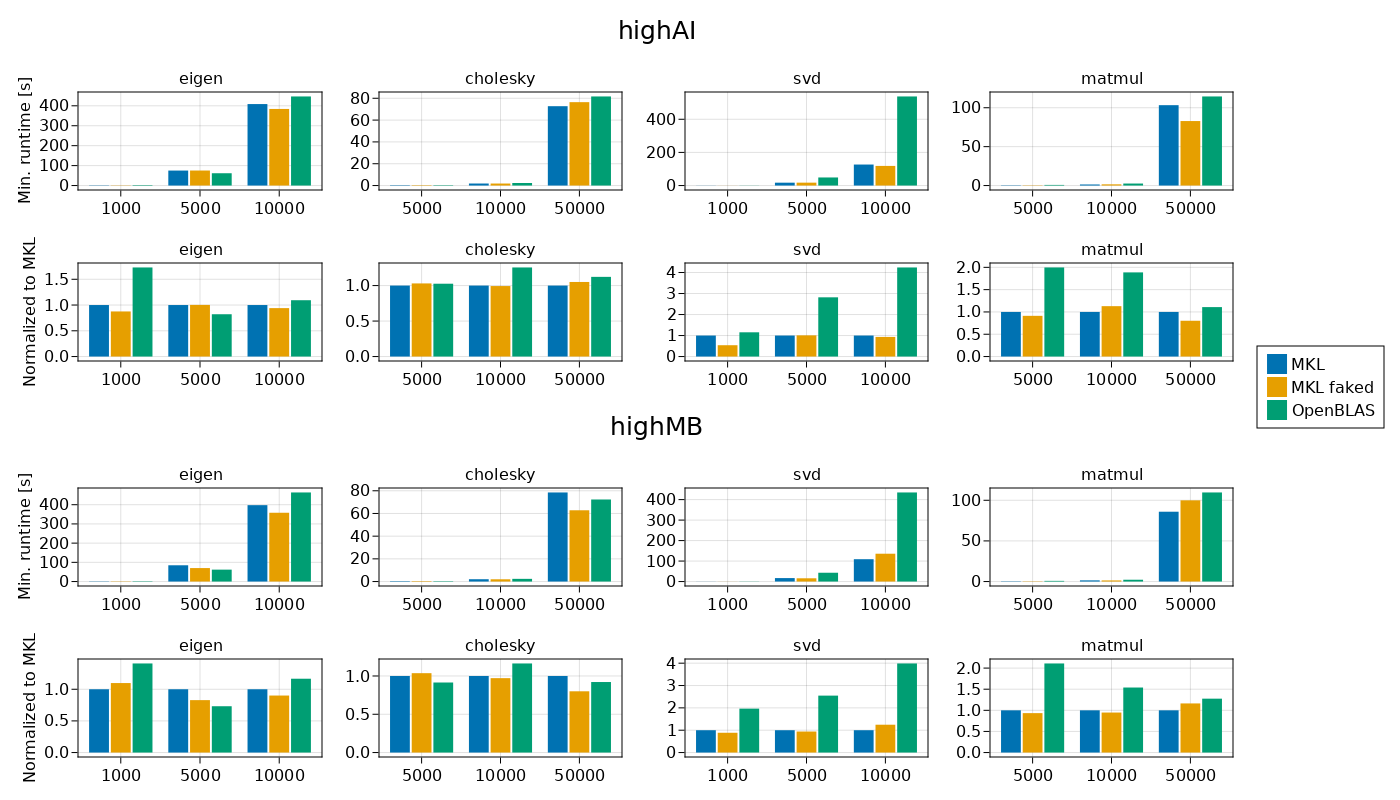 highAI
eigen cholesky svd matmul
Min. runtime [s]
400 300 200 100 0
80 60 40 20 0
400 200 0
100 50 0
1000 5000 10000 5000 10000 50000 1000 5000 10000 5000 10000 50000
eigen cholesky svd matmul
Normalized to MKL
1.5 1.0 0.5 0.0
1.0 0.5 0.0
4 3 2 1 0
2.0 1.5 1.0 0.5 0.0
1000 5000 10000 5000 10000 50000 1000 5000 10000 5000 10000 50000
MKL
MKL faked
OpenBLAS
highMB
eigen cholesky svd matmul
Min. runtime [s]
400 300 200 100 0
80 60 40 20 0
400 300 200 100 0
100 50 0
1000 5000 10000 5000 10000 50000 1000 5000 10000 5000 10000 50000
eigen cholesky svd matmul
Normalized to MKL
1.0 0.5 0.0
1.0 0.5 0.0
4 3 2 1 0
2.0 1.5 1.0 0.5 0.0
1000 5000 10000 5000 10000 50000 1000 5000 10000 5000 10000 50000